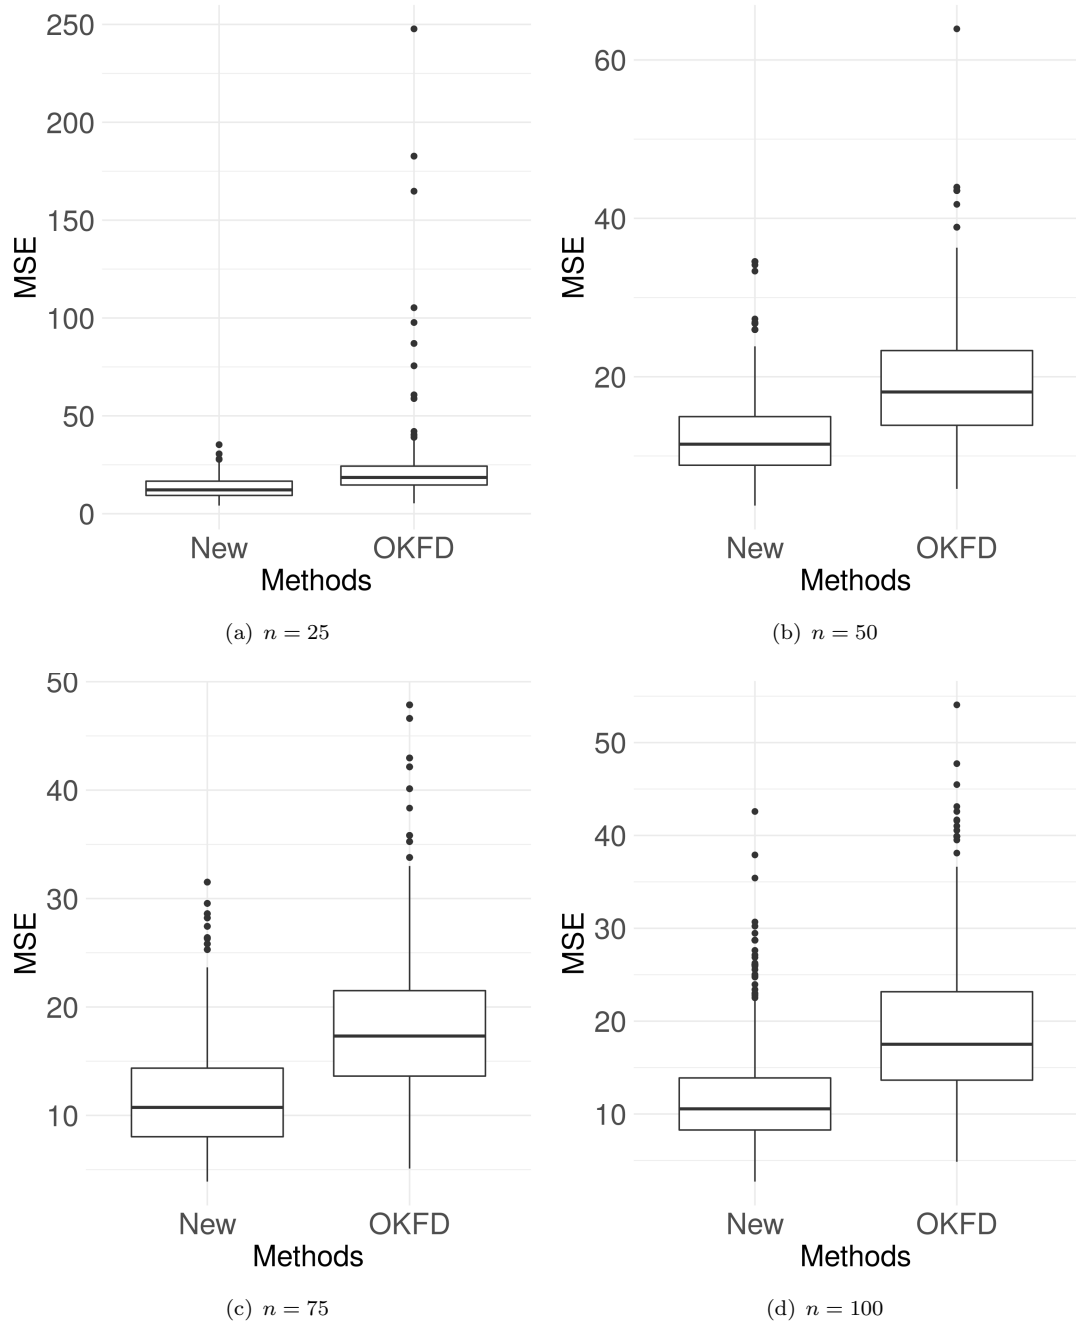 250
200
150
100
50
0
MSE
New OKFD
Methods
(a) n = 25
60
40
20
MSE
New OKFD
Methods
(b) n = 50
50
40
30
20
10
MSE
New OKFD
Methods
(c) n = 75
50
40
30
20
10
MSE
New OKFD
Methods
(d) n = 100